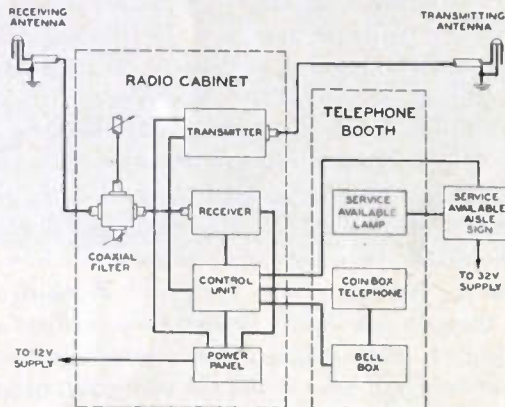 RECEIVING
ANTENNA
TRANSMITTING
ANTENNA
RADIO CABINET
TELEPHONE
BOOTH
TRANSMITTER
RECEIVER
SERVICE
AVAILABLE
LAMP
SERVICE
AVAILABLE
AISLE
SIGN
COAXIAL
FILTER
CONTROL
UNIT
COIN BOX
TELEPHONE
TO 32V
SUPPLY
TO 12V
SUPPLY
POWER
PANEL
BELL
BOX